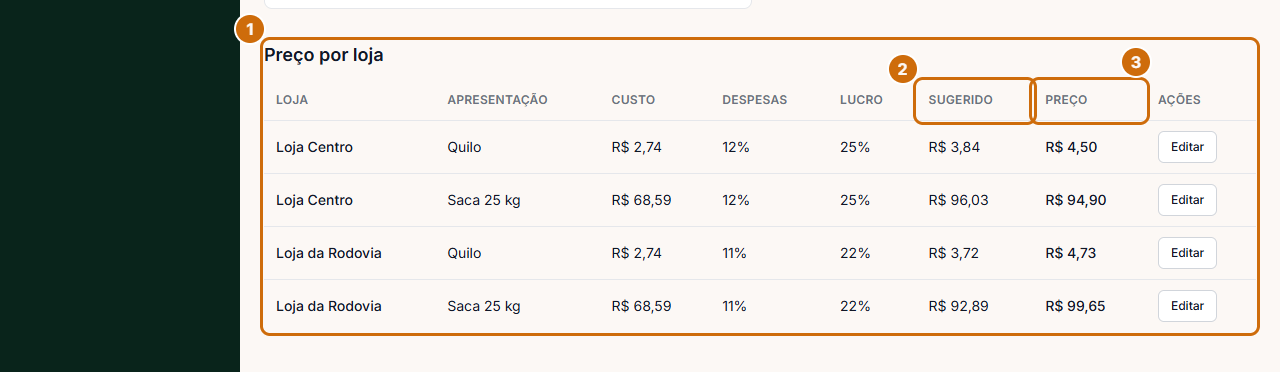 1
Preço por loja
2
3
LOJA APRESENTAÇÃO CUSTO DESPESAS LUCRO SUGERIDO PREÇO AÇÕES
Loja Centro Quilo R$ 2,74 12% 25% R$ 3,84 R$ 4,50 Editar
Loja Centro Saca 25 kg R$ 68,59 12% 25% R$ 96,03 R$ 94,90 Editar
Loja da Rodovia Quilo R$ 2,74 11% 22% R$ 3,72 R$ 4,73 Editar
Loja da Rodovia Saca 25 kg R$ 68,59 11% 22% R$ 92,89 R$ 99,65 Editar